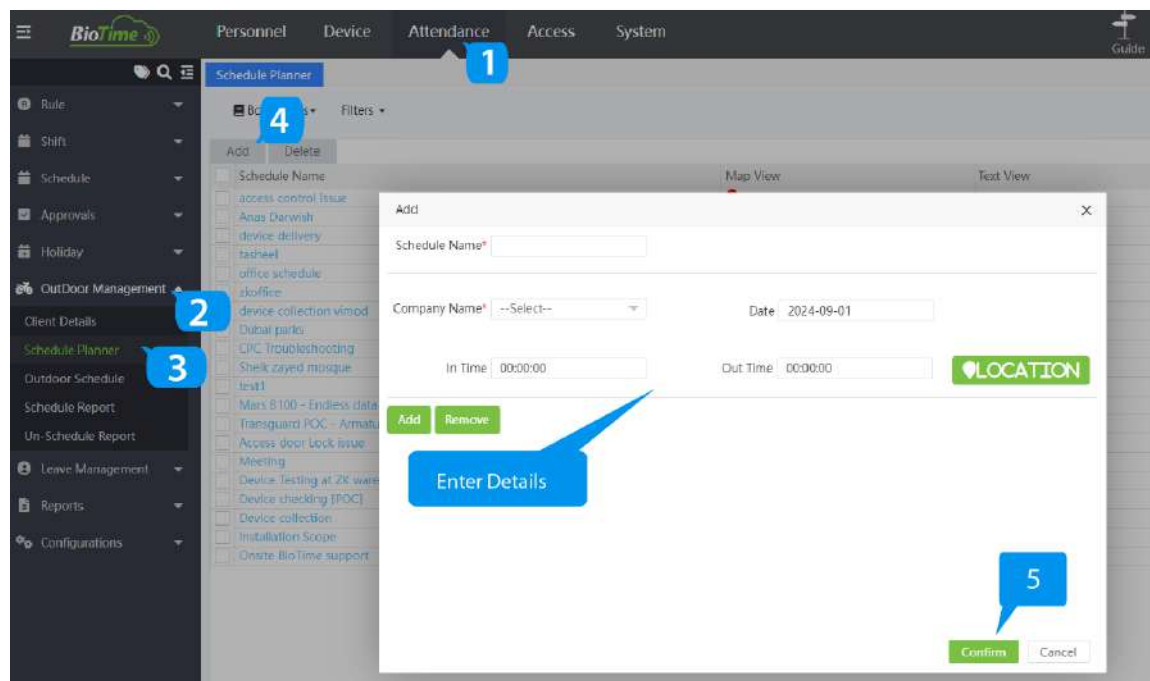 BioTime
Personnel Device Attendance Access System
Guide
1
Schedule Planner
Rule
Filters
4
Shift
Add Delete
Schedule
Schedule Name Map View Text View
access control issue
Approvals
Add X
Anas Darwish
device delivery
Schedule Name*
Holiday
tasheel
office schedule
OutDoor Management
zkoffice
2
device collection vimod
Company Name* --Select-- Date 2024-09-01
Client Details
Dubai parks
Schedule Planner
CPC Troubleshooting
3
Sheik zayed mosque
In Time 00:00:00 Out Time 00:00:00 LOCATION
Outdoor Schedule
test1
Schedule Report
Mars 8100 - Endless data
Transguard POC - Armatu
Add Remove
Un-Schedule Report
Access door Lock issue
Meeting
Leave Management
Device Testing at ZK ware
Enter Details
Device checking [POC]
Reports
Device collection
Installation Scope
Configurations
Onsite BioTime support
5
Confirm Cancel